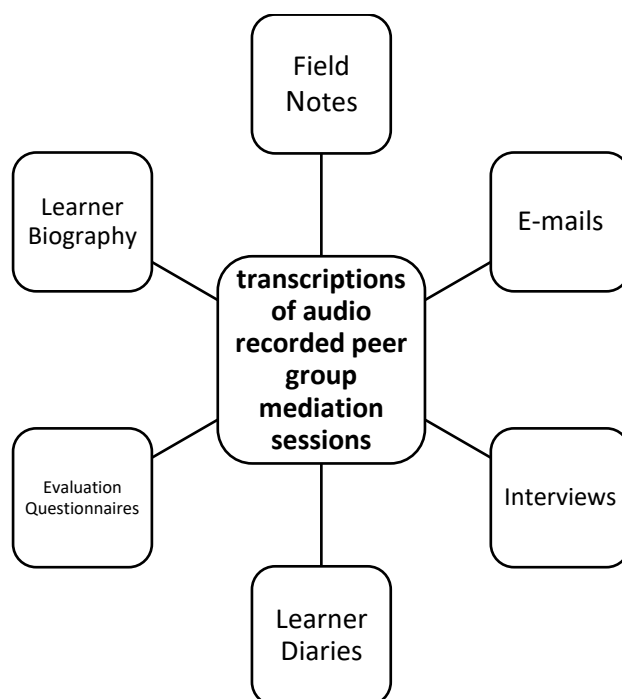 Field
Notes
Learner
Biography
E-mails
transcriptions
of audio
recorded peer
group
mediation
sessions
Evaluation
Questionnaires
Interviews
Learner
Diaries